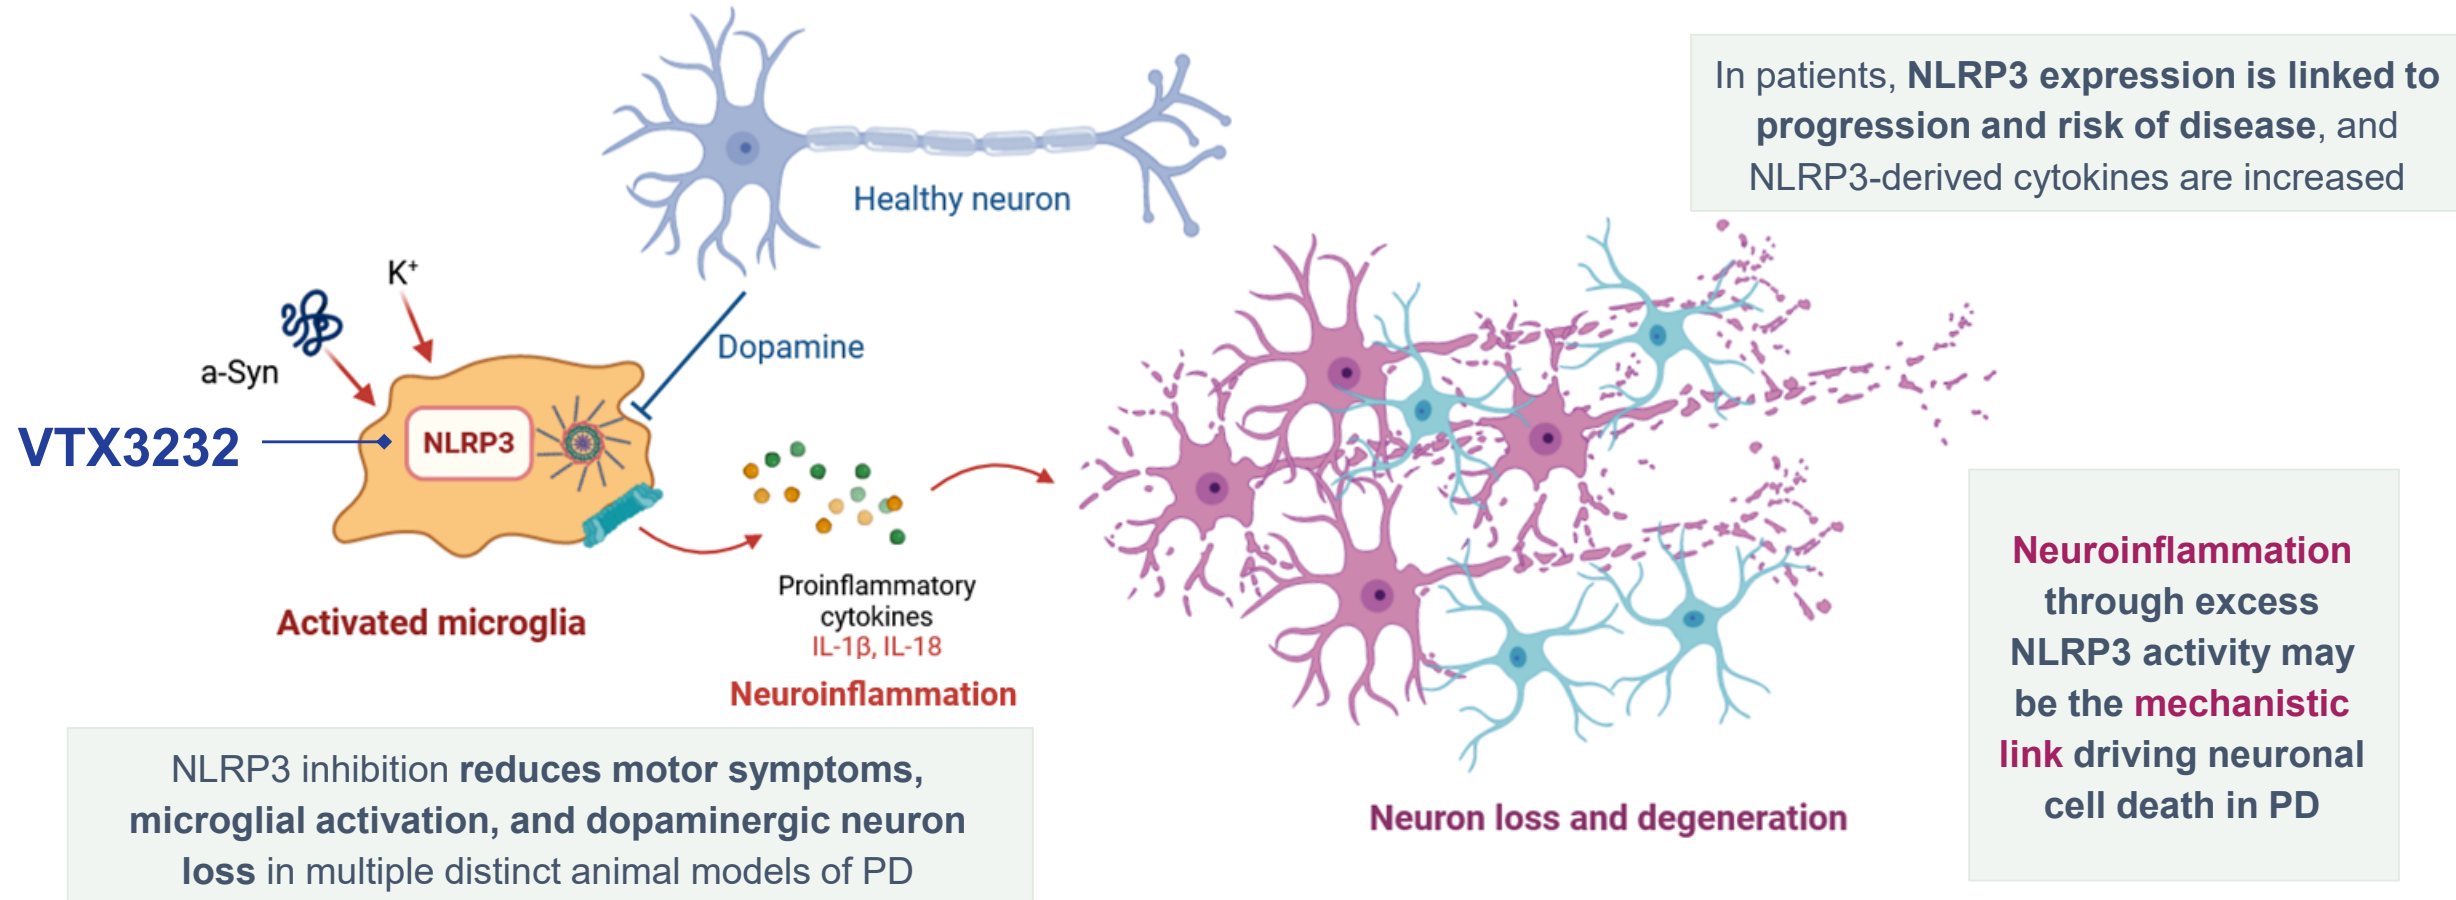 In patients, NLRP3 expression is linked to
progression and risk of disease, and
NLRP3-derived cytokines are increased
Healthy neuron
K⁺
a-Syn
Dopamine
VTX3232
NLRP3
Activated microglia
Proinflammatory
cytokines
IL-1β, IL-18
Neuroinflammation
Neuron loss and degeneration
Neuroinflammation
through excess
NLRP3 activity may
be the mechanistic
link driving neuronal
cell death in PD
NLRP3 inhibition reduces motor symptoms,
microglial activation, and dopaminergic neuron
loss in multiple distinct animal models of PD